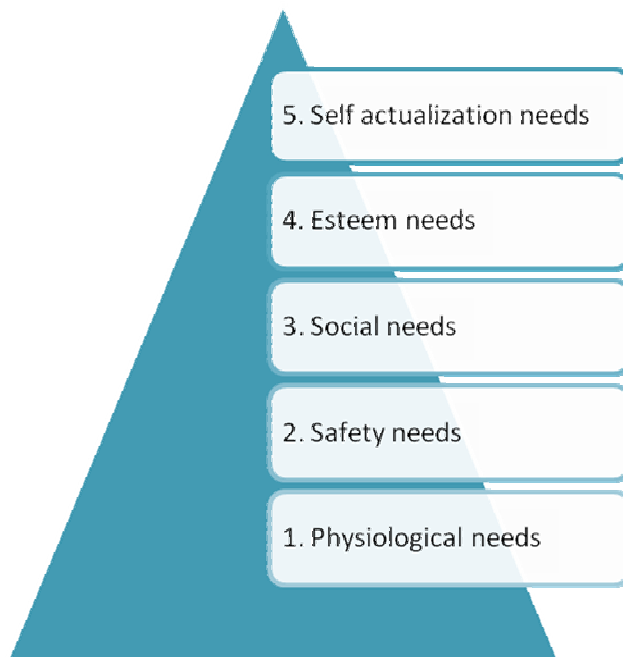 5. Self actualization needs
4. Esteem needs
3. Social needs
2. Safety needs
1. Physiological needs